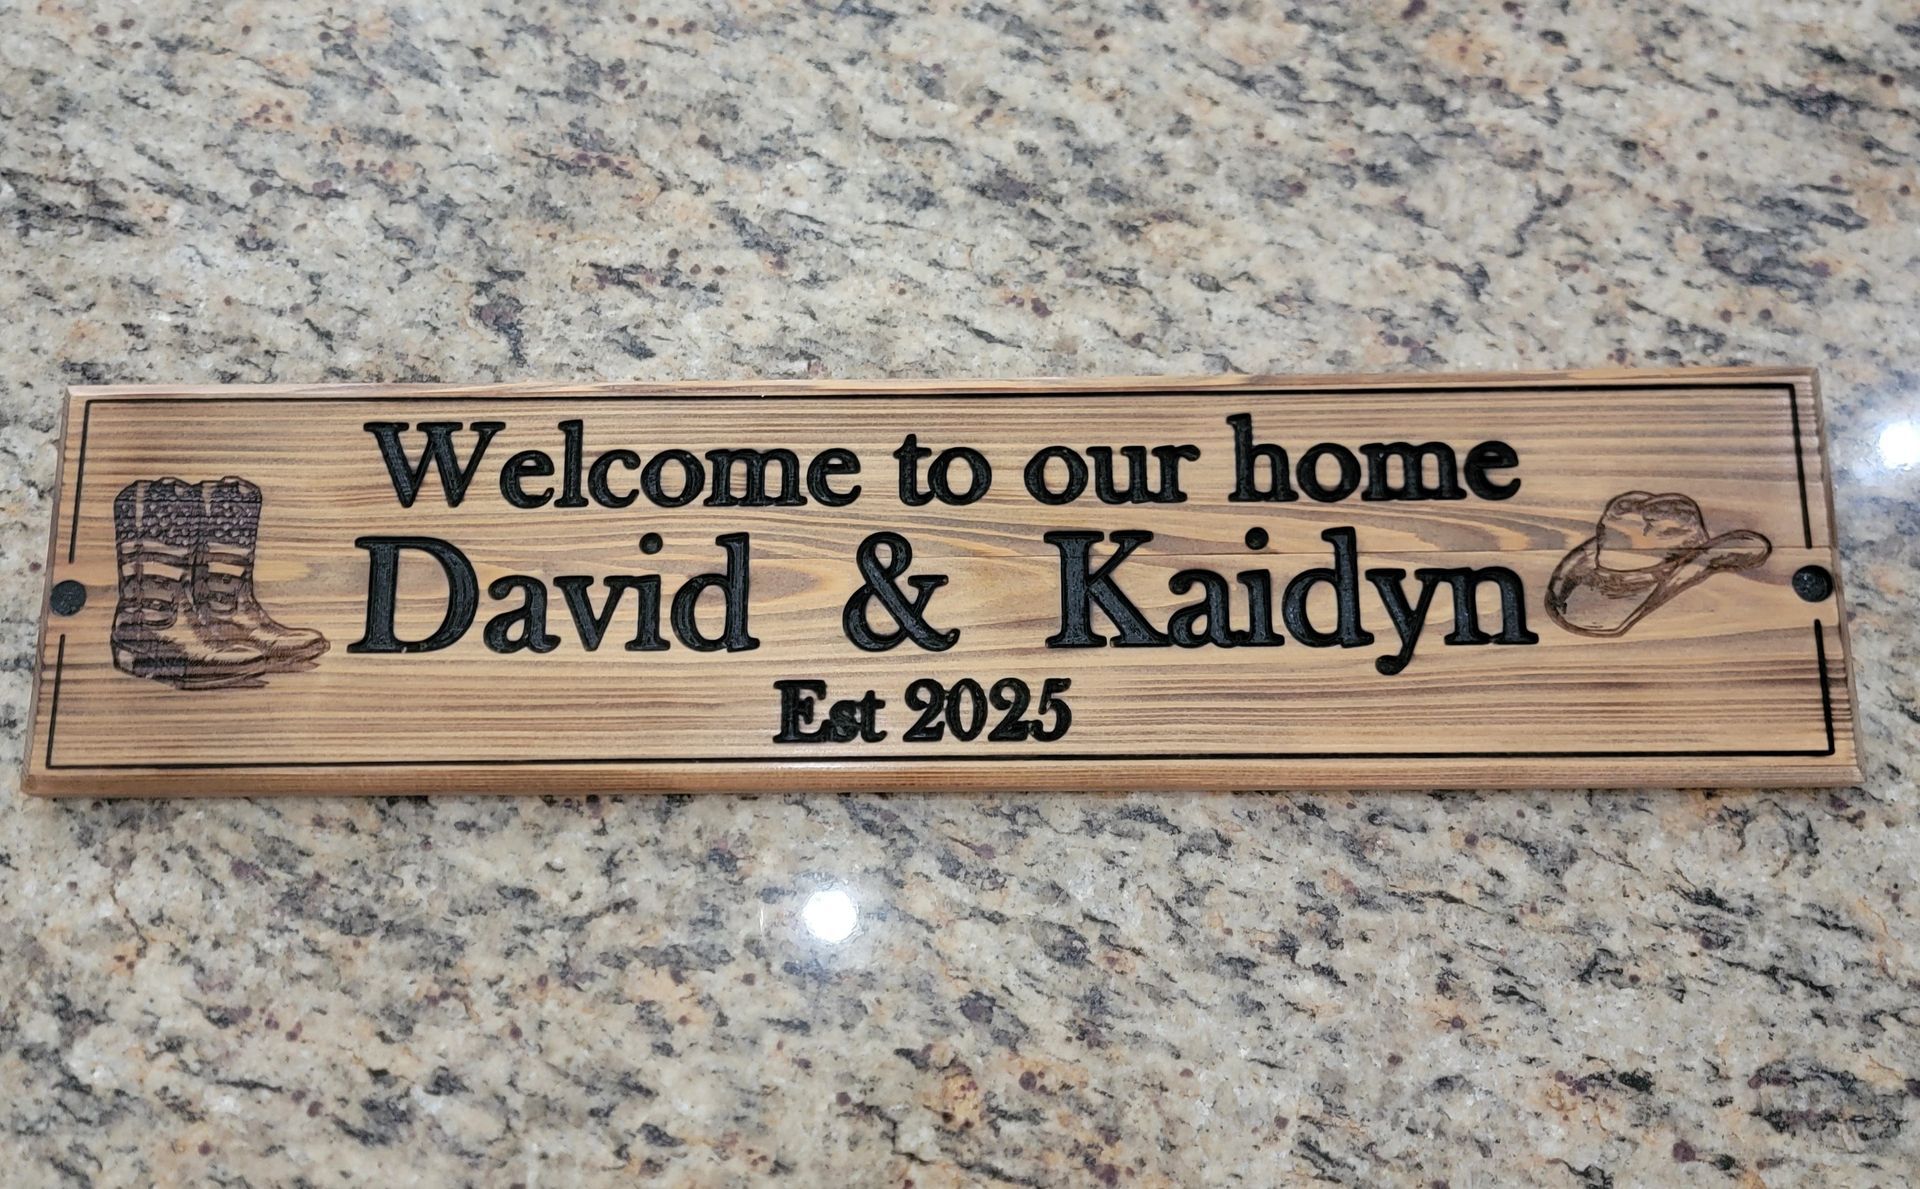 Welcome to our home
David & Kaidyn
Est 2025